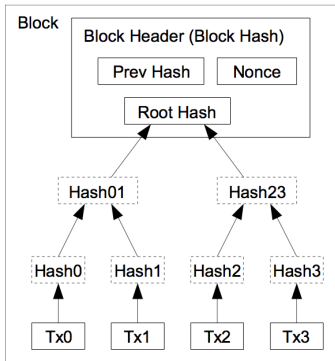 Block
Block Header (Block Hash)
Prev Hash Nonce
Root Hash
Hash01 Hash23
Hash0 Hash1 Hash2 Hash3
Tx0 Tx1 Tx2 Tx3